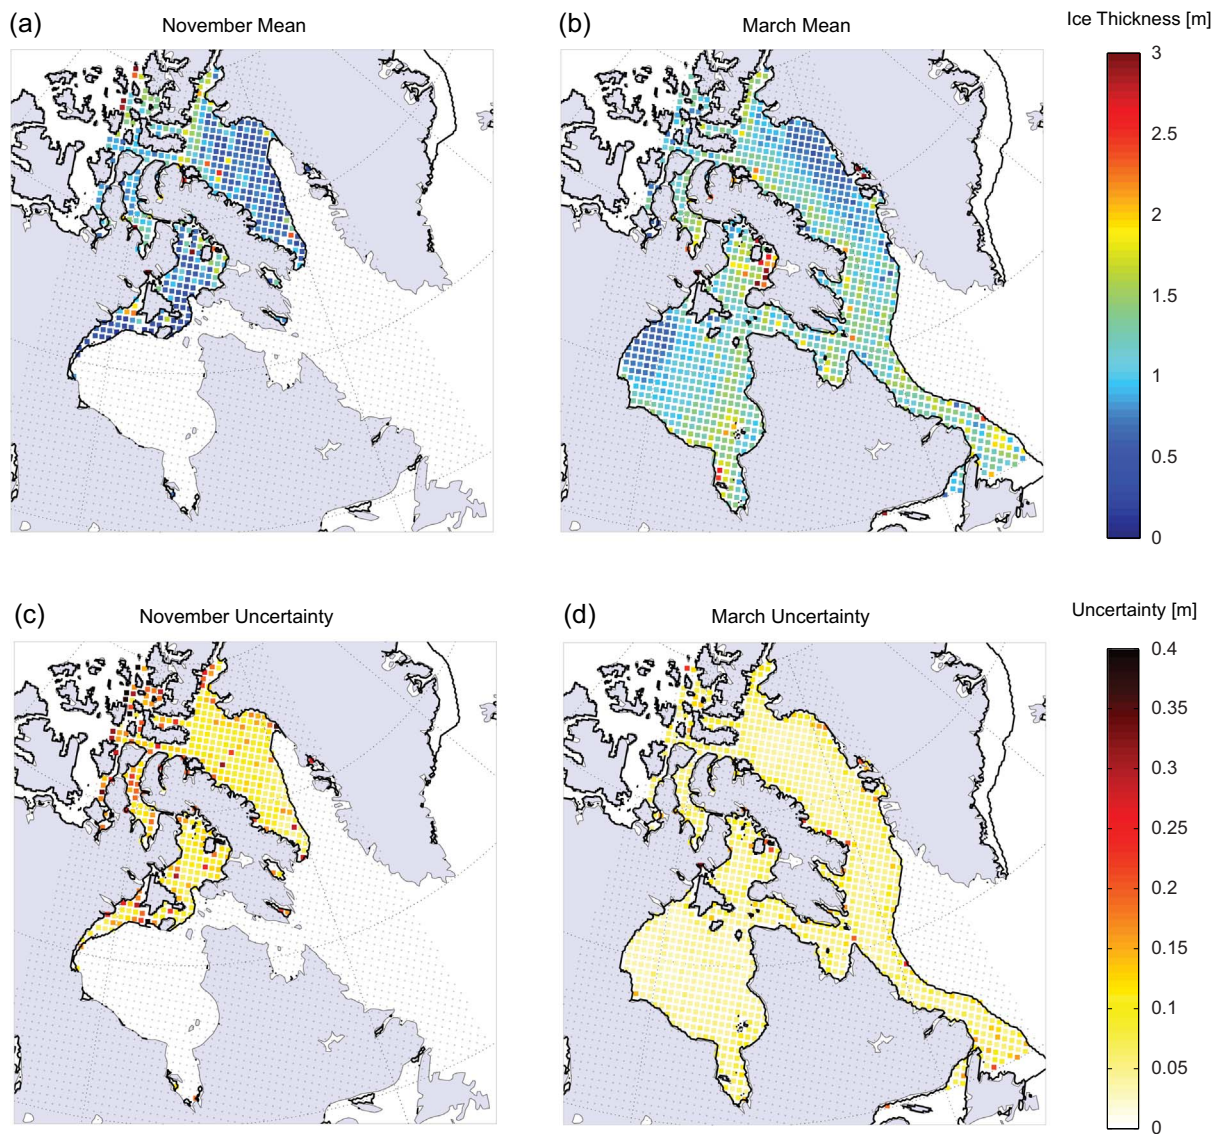 (a)
November Mean
(b)
March Mean
Ice Thickness [m]
3
2.5
2
1.5
1
0.5
0
(c)
November Uncertainty
(d)
March Uncertainty
Uncertainty [m]
0.4
0.35
0.3
0.25
0.2
0.15
0.1
0.05
0